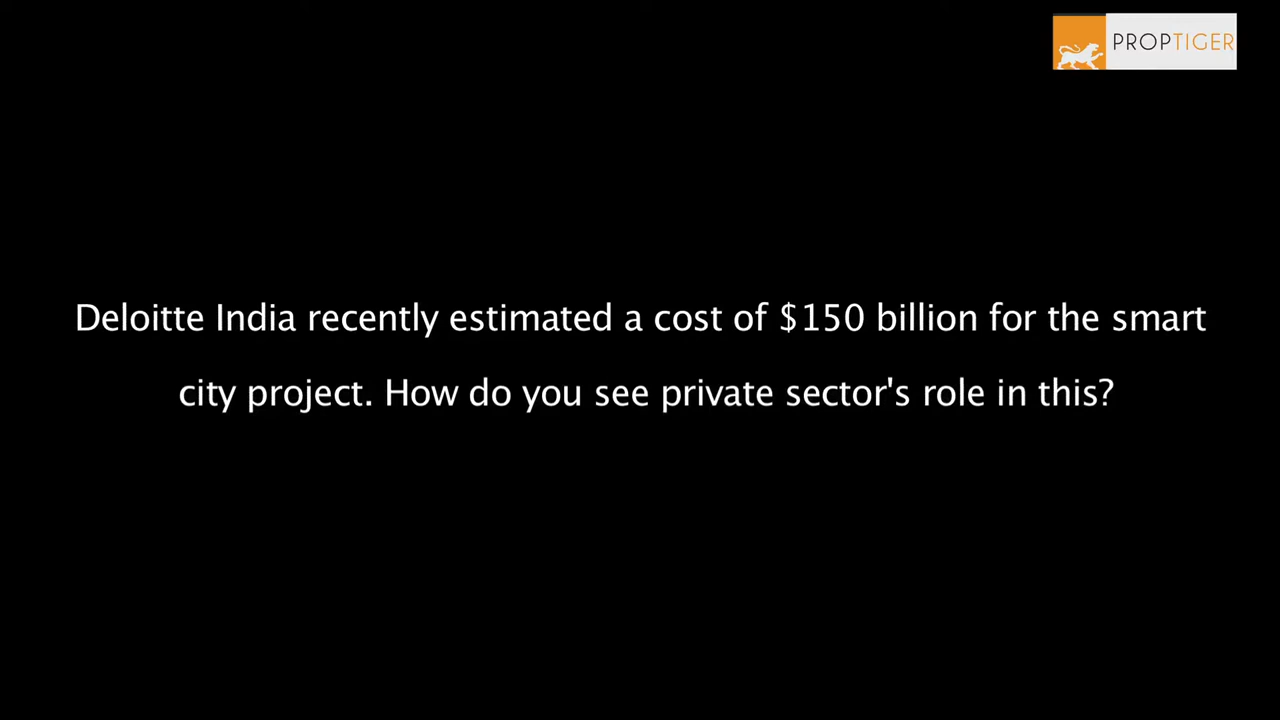 PROPTIGER
Deloitte India recently estimated a cost of $150 billion for the smart
city project. How do you see private sector's role in this?